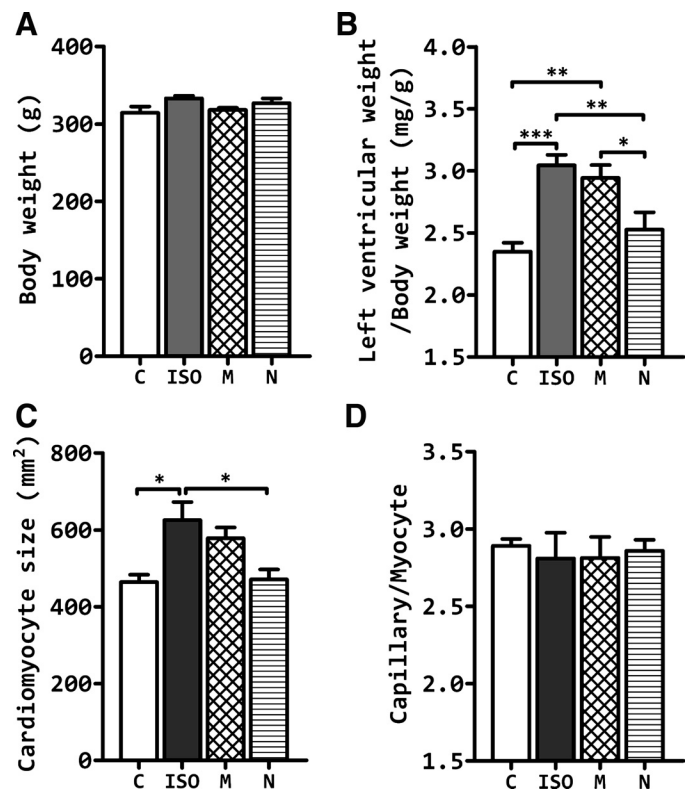 A
Body weight (g)
400
300
200
100
0
C ISO M N
B
Left ventricular weight
/Body weight (mg/g)
4.0
3.5
3.0
2.5
2.0
1.5
**
**
***
*
C ISO M N
C
Cardiomyocyte size (mm²)
800
600
400
200
0
*
*
C ISO M N
D
Capillary/Myocyte
3.5
3.0
2.5
2.0
1.5
C ISO M N